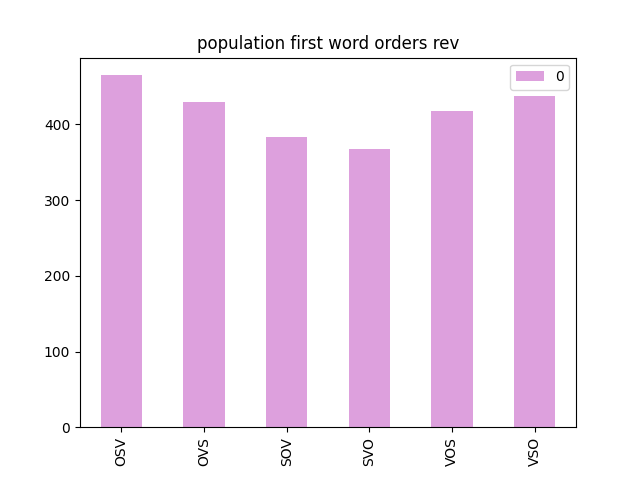 population first word orders rev
0
400
300
200
100
0
OSV
OVS
SOV
SVO
VOS
VSO